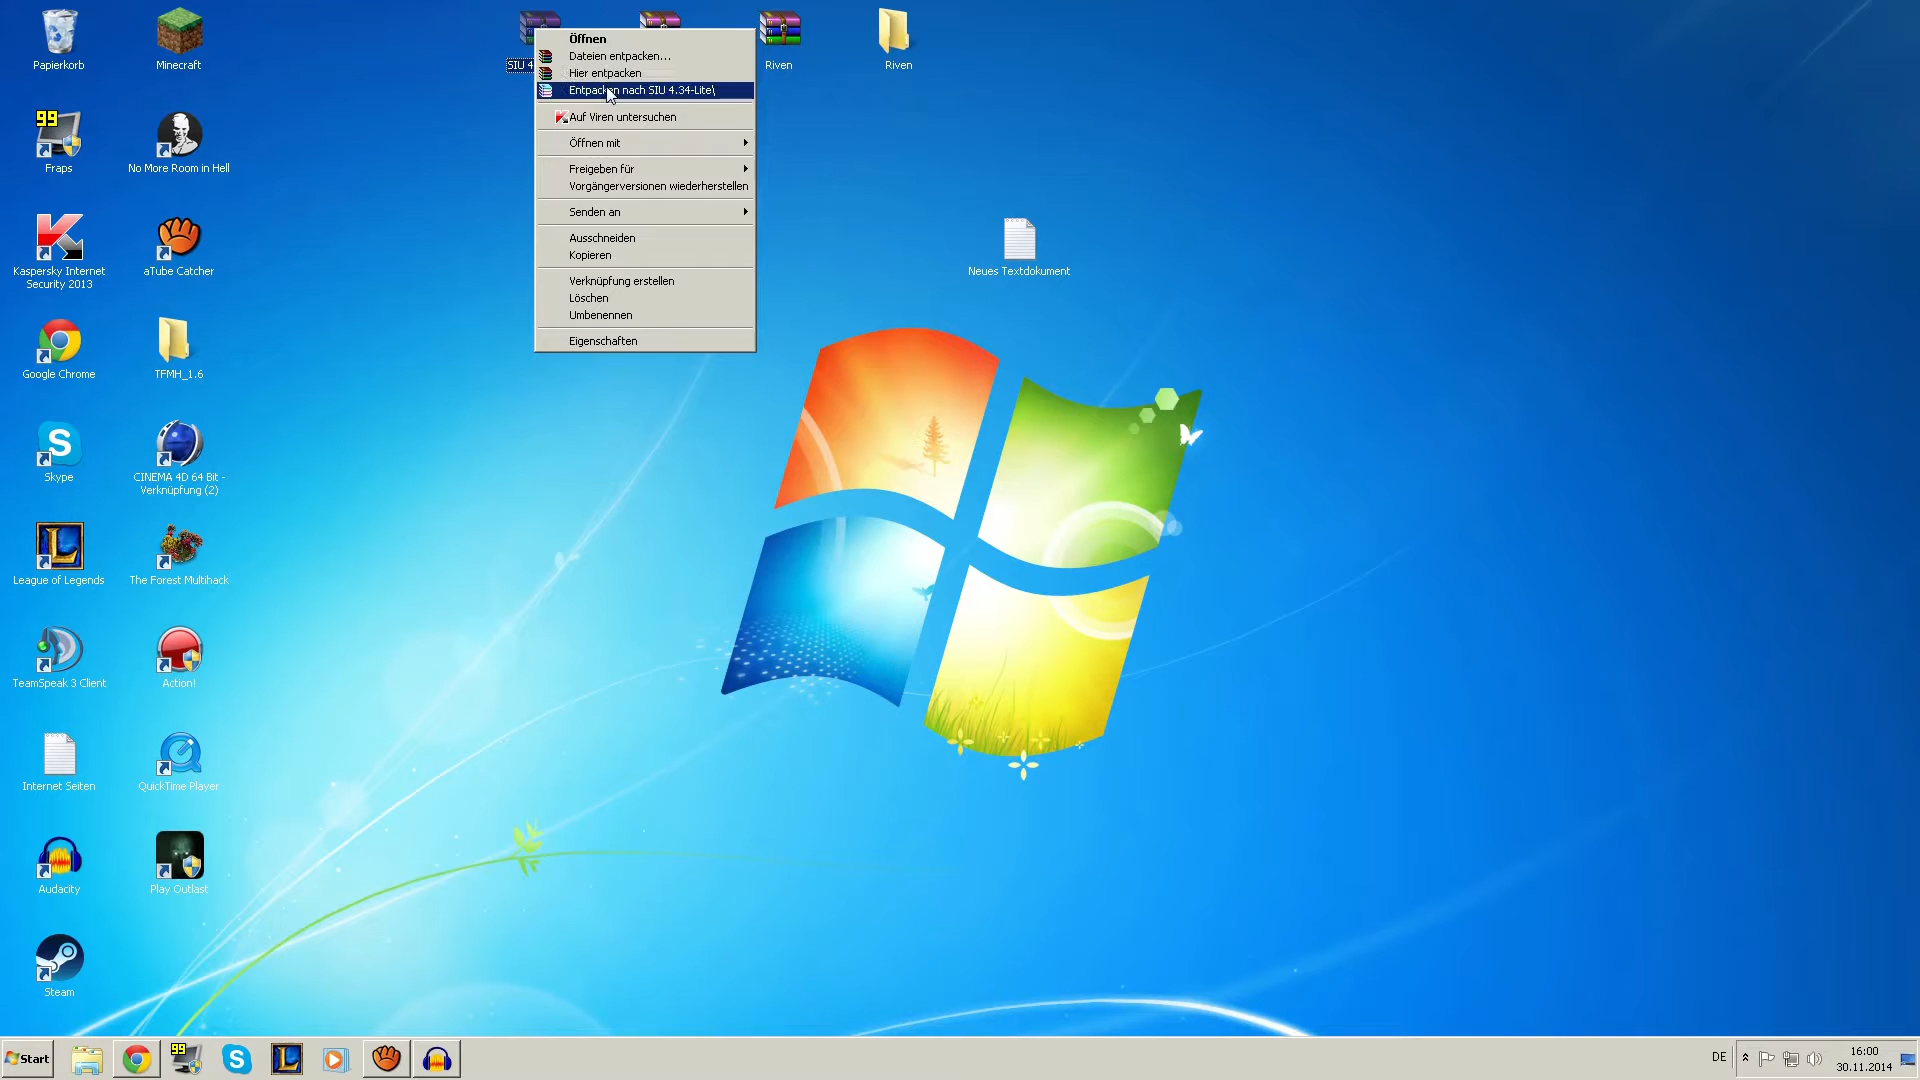 Papierkorb
Minecraft
SIU 4
Riven
Riven
Öffnen
Dateien entpacken...
Hier entpacken
Entpacken nach SIU 4.34-Lite\
Auf Viren untersuchen
Öffnen mit
Freigeben für
Vorgängerversionen wiederherstellen
Senden an
Ausschneiden
Kopieren
Verknüpfung erstellen
Löschen
Umbenennen
Eigenschaften
99
Fraps
No More Room in Hell
Kaspersky Internet
Security 2013
aTube Catcher
Neues Textdokument
Google Chrome
TFMH_1.6
Skype
CINEMA 4D 64 Bit -
Verknüpfung (2)
League of Legends
The Forest Multihack
TeamSpeak 3 Client
Action!
Internet Seiten
QuickTime Player
Audacity
Play Outlast
Steam
Start
99
DE
16:00
30.11.2014